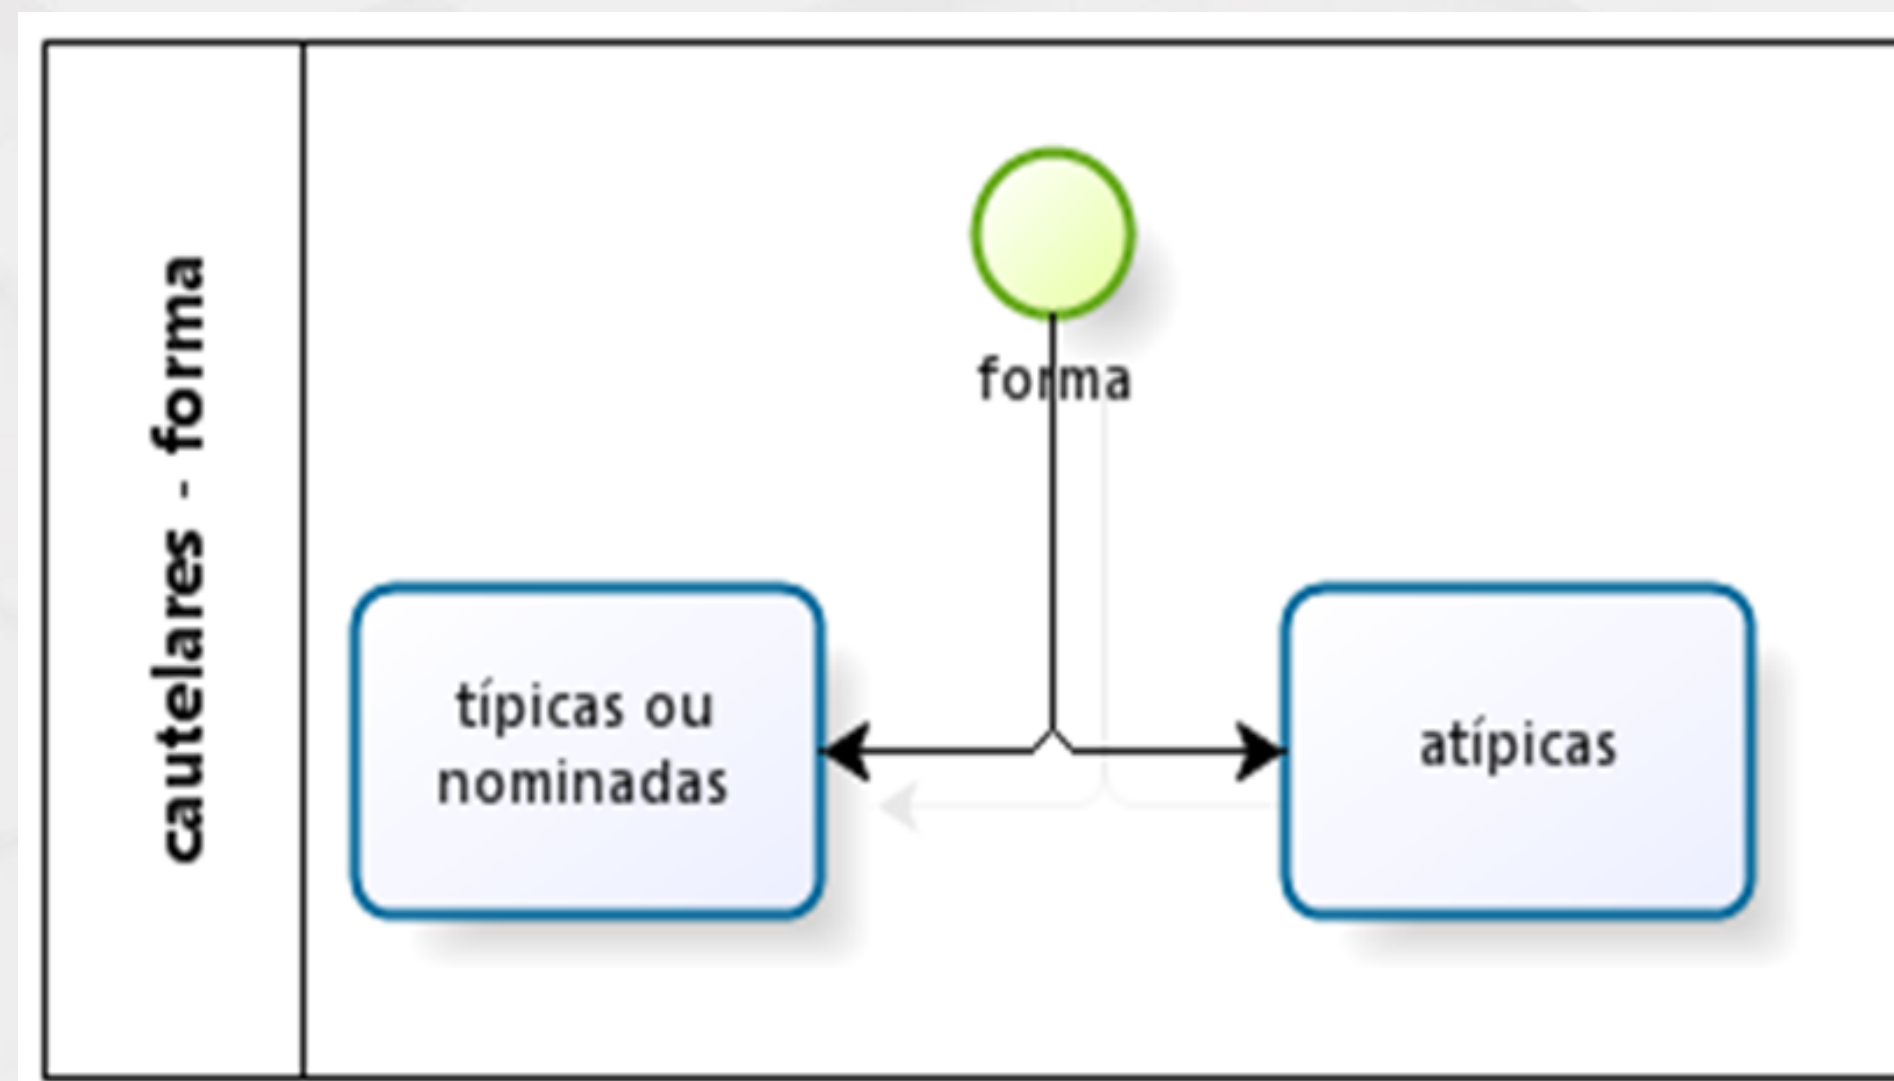 cautelares - forma
forma
típicas ou
nominadas
atípicas